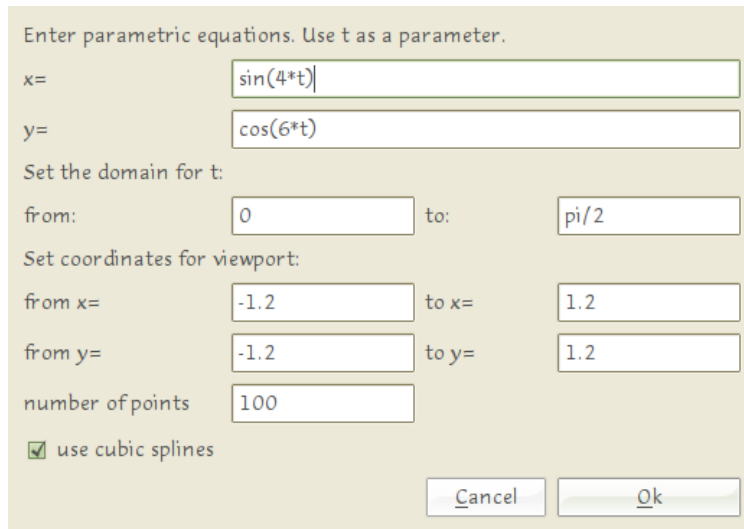 Enter parametric equations. Use t as a parameter.
x= sin(4*t)
y= cos(6*t)
Set the domain for t:
from: 0 to: pi/2
Set coordinates for viewport:
from x= -1.2 to x= 1.2
from y= -1.2 to y= 1.2
number of points 100
use cubic splines
Cancel Ok